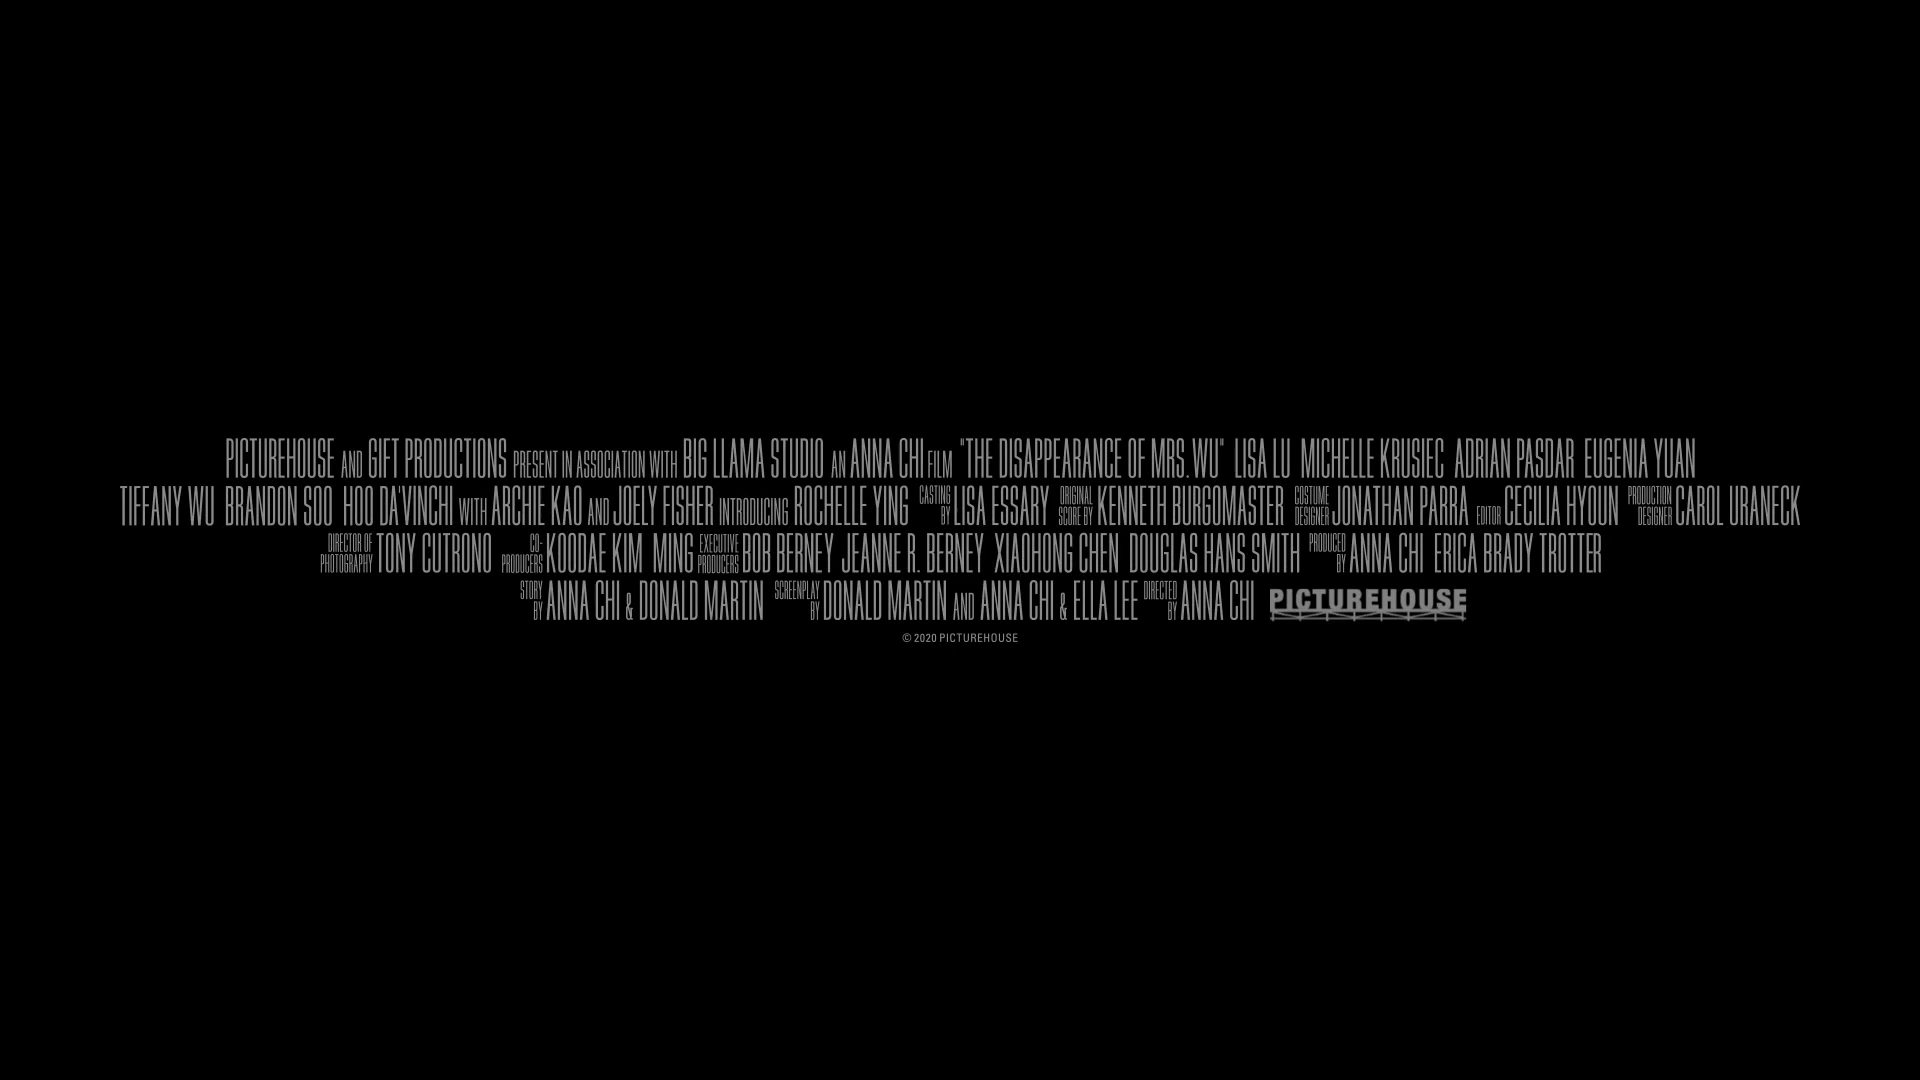 PICTUREHOUSE AND GIFT PRODUCTIONS PRESENT IN ASSOCIATION WITH BIG LLAMA STUDIO AN ANNA CHI FILM "THE DISAPPEARANCE OF MRS. WU" LISA LU MICHELLE KRUSIEC ADRIAN PASDAR EUGENIA YUAN
TIFFANY WU BRANDON SOO HOO DA'VINCHI WITH ARCHIE KAO AND JOELY FISHER INTRODUCING ROCHELLE YING CASTING BY LISA ESSARY ORIGINAL SCORE BY KENNETH BURGOMASTER COSTUME DESIGNER JONATHAN PARRA EDITOR CECILIA HYOUN PRODUCTION DESIGNER CAROL URANECK
DIRECTOR OF PHOTOGRAPHY TONY CUTRONO CO-PRODUCERS KOODAE KIM MING EXECUTIVE PRODUCERS BOB BERNEY JEANNE R. BERNEY XIAOHONG CHEN DOUGLAS HANS SMITH PRODUCED BY ANNA CHI ERICA BRADY TROTTER
STORY BY ANNA CHI & DONALD MARTIN SCREENPLAY BY DONALD MARTIN AND ANNA CHI & ELLA LEE DIRECTED BY ANNA CHI PICTUREHOUSE
© 2020 PICTUREHOUSE